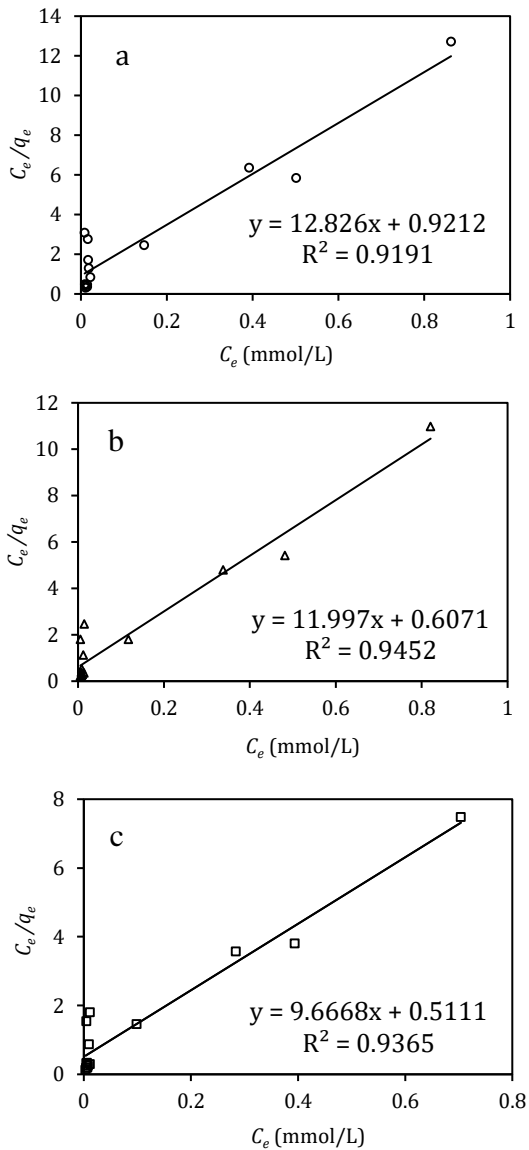 a
14
12
10
8
6
4
2
0
Cₑ/qₑ
y = 12.826x + 0.9212
R² = 0.9191
0 0.2 0.4 0.6 0.8 1
Cₑ (mmol/L)
b
12
10
8
6
4
2
0
Cₑ/qₑ
y = 11.997x + 0.6071
R² = 0.9452
0 0.2 0.4 0.6 0.8 1
Cₑ (mmol/L)
c
8
6
4
2
0
Cₑ/qₑ
y = 9.6668x + 0.5111
R² = 0.9365
0 0.2 0.4 0.6 0.8
Cₑ (mmol/L)